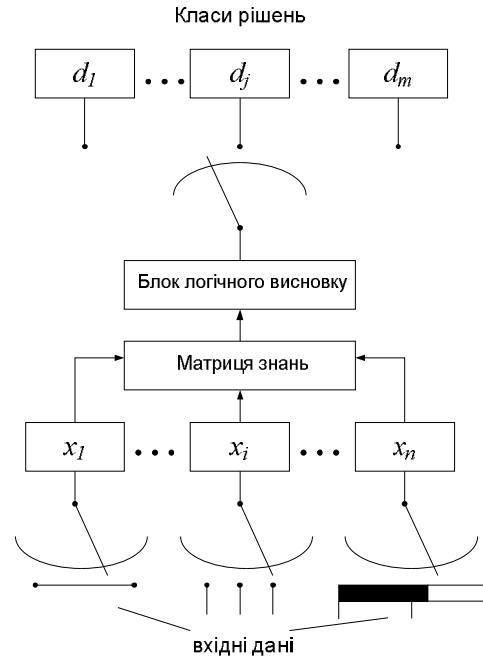 Класи рішень
d1 ... dj ... dm
Блок логічного висновку
Матриця знань
x1 ... xi ... xn
вхідні дані